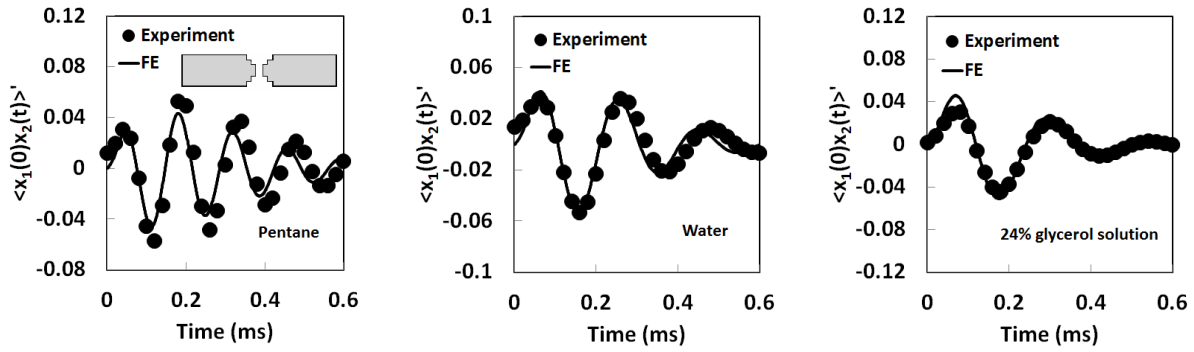 0.12
0.08
0.04
0
-0.04
-0.08
<x₁(0)x₂(t)>'
Experiment
FE
Pentane
0 0.2 0.4 0.6
Time (ms)
0.1
0.06
0.02
-0.02
-0.06
-0.1
<x₁(0)x₂(t)>'
Experiment
FE
Water
0 0.2 0.4 0.6
Time (ms)
0.12
0.08
0.04
0.00
-0.04
-0.08
-0.12
<x₁(0)x₂(t)>'
Experiment
FE
24% glycerol solution
0 0.2 0.4 0.6
Time (ms)